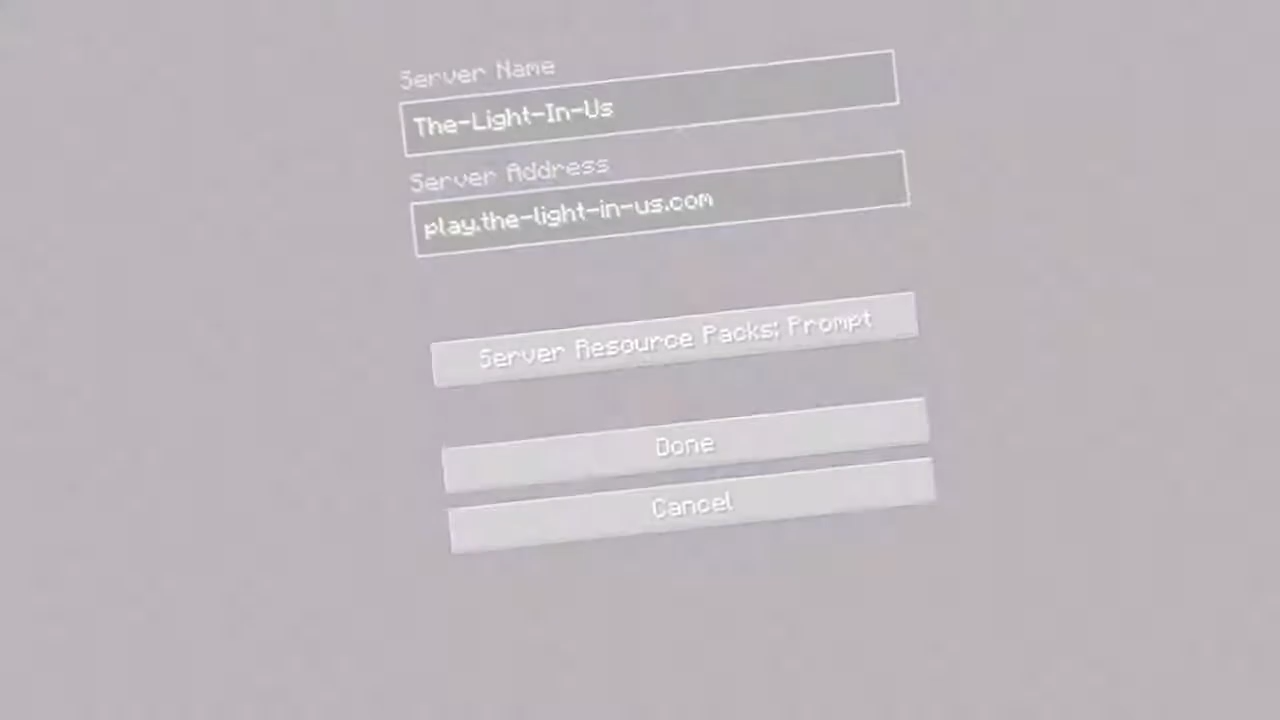 Server Name
The-Light-In-Us
Server Address
play.the-light-in-us.com
Server Resource Packs: Prompt
Done
Cancel